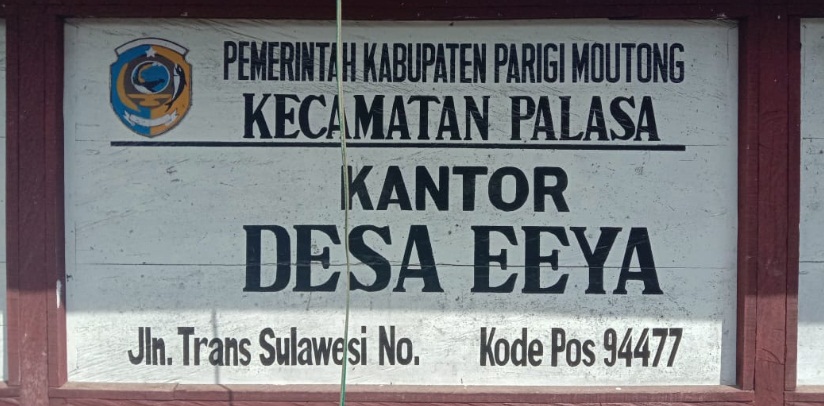 PEMERINTAH KABUPATEN PARIGI MOUTONG
KECAMATAN PALASA
KANTOR
DESA EEYA
Jln. Trans Sulawesi No. Kode Pos 94477